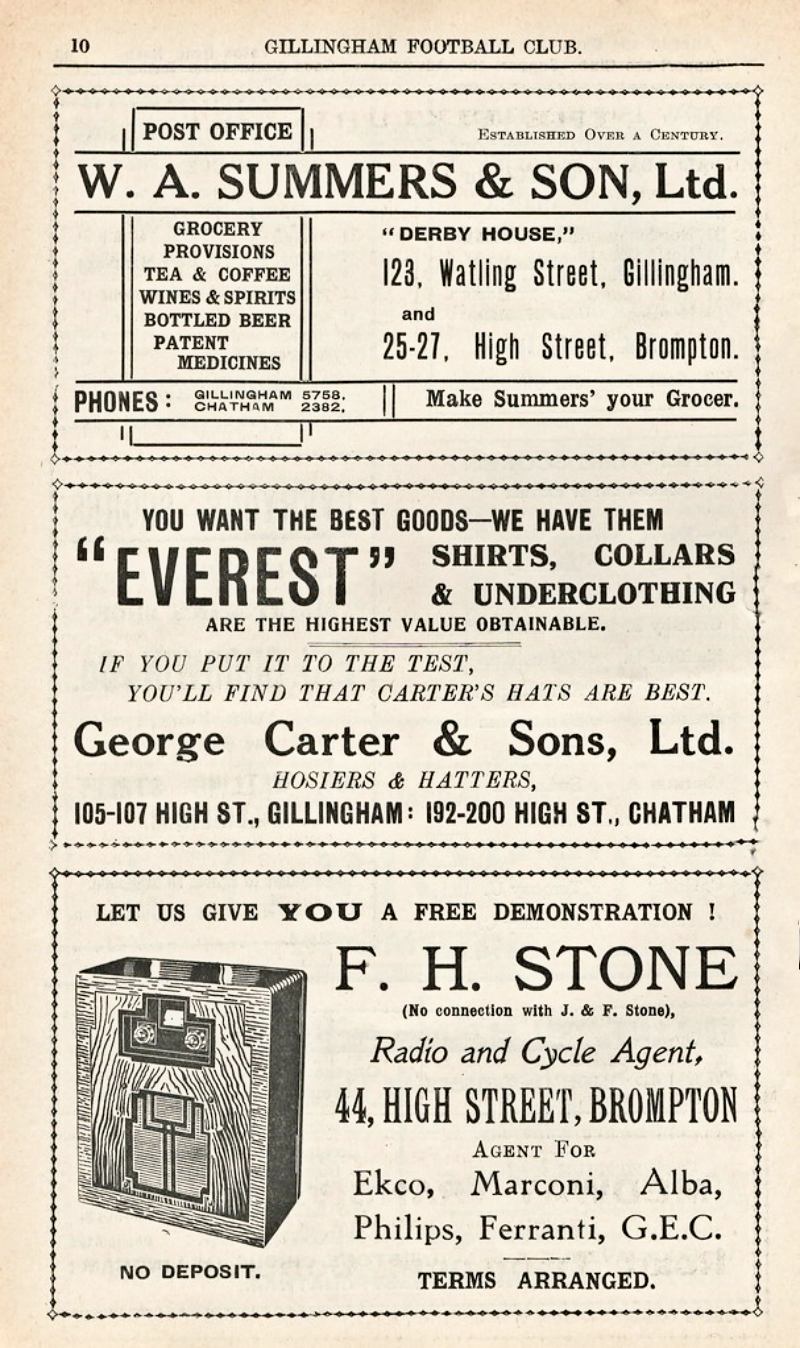 10 GILLINGHAM FOOTBALL CLUB.
POST OFFICE
ESTABLISHED OVER A CENTURY.
W. A. SUMMERS & SON, Ltd.
GROCERY
PROVISIONS
TEA & COFFEE
WINES & SPIRITS
BOTTLED BEER
PATENT
MEDICINES
"DERBY HOUSE,"
123, Watling Street, Gillingham.
and
25-27, High Street, Brompton.
PHONES: GILLINGHAM 5758.
CHATHAM 2382.
Make Summers' your Grocer.
YOU WANT THE BEST GOODS—WE HAVE THEM
"EVEREST" SHIRTS, COLLARS
& UNDERCLOTHING
ARE THE HIGHEST VALUE OBTAINABLE.
IF YOU PUT IT TO THE TEST,
YOU'LL FIND THAT CARTER'S HATS ARE BEST.
George Carter & Sons, Ltd.
HOSIERS & HATTERS,
105-107 HIGH ST., GILLINGHAM: 192-200 HIGH ST., CHATHAM
LET US GIVE YOU A FREE DEMONSTRATION !
F. H. STONE
(No connection with J. & F. Stone),
Radio and Cycle Agent,
44, HIGH STREET, BROMPTON
AGENT FOR
Ekco, Marconi, Alba,
Philips, Ferranti, G.E.C.
NO DEPOSIT.
TERMS ARRANGED.